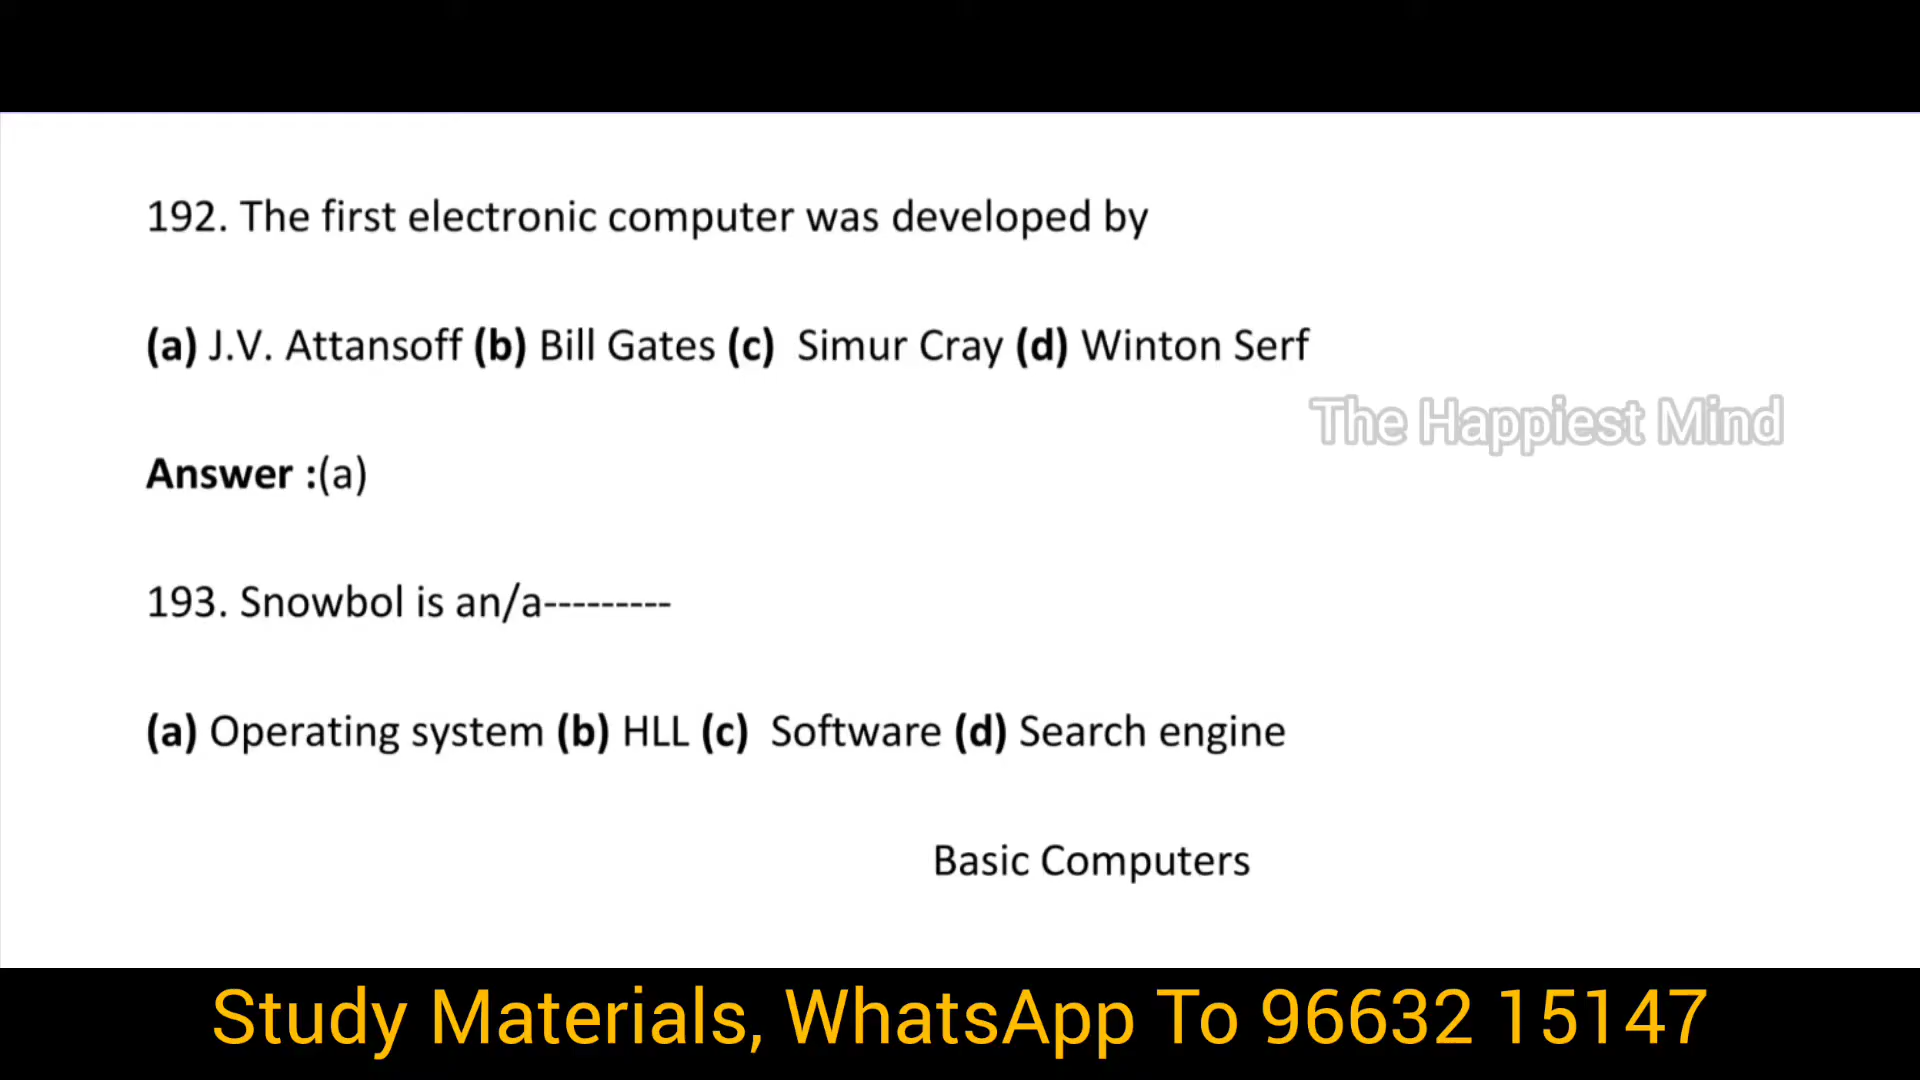 192. The first electronic computer was developed by
(a) J.V. Attansoff (b) Bill Gates (c) Simur Cray (d) Winton Serf
The Happiest Mind
Answer :(a)
193. Snowbol is an/a---------
(a) Operating system (b) HLL (c) Software (d) Search engine
Basic Computers
Study Materials, WhatsApp To 96632 15147